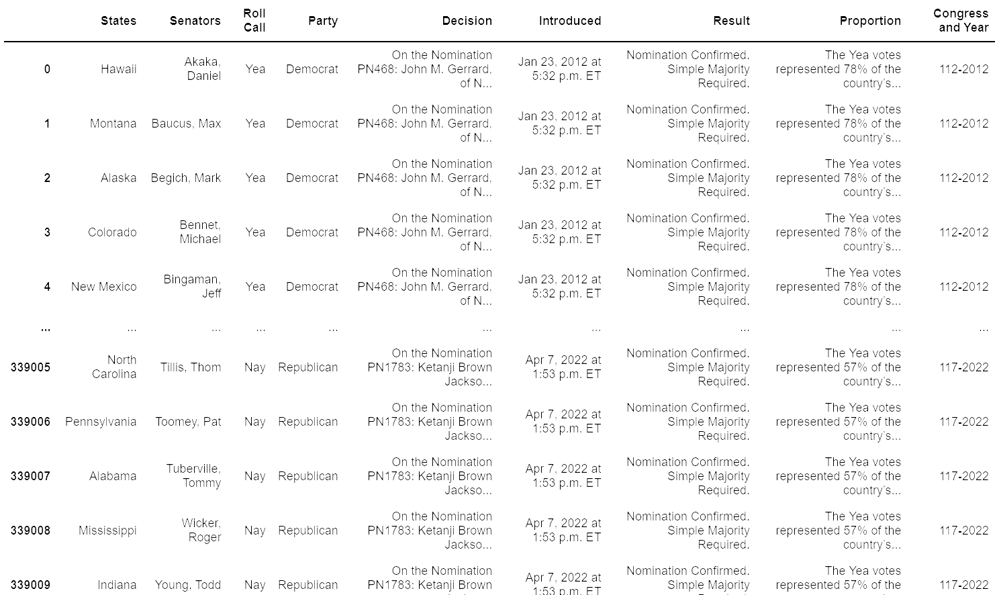 States Senators Roll Call Party Decision Introduced Result Proportion Congress and Year
0 Hawaii Akaka, Daniel Yea Democrat On the Nomination PN468: John M. Gerrard, of N... Jan 23, 2012 at 5:32 p.m. ET Nomination Confirmed. Simple Majority Required. The Yea votes represented 78% of the country's... 112-2012
1 Montana Baucus, Max Yea Democrat On the Nomination PN468: John M. Gerrard, of N... Jan 23, 2012 at 5:32 p.m. ET Nomination Confirmed. Simple Majority Required. The Yea votes represented 78% of the country's... 112-2012
2 Alaska Begich, Mark Yea Democrat On the Nomination PN468: John M. Gerrard, of N... Jan 23, 2012 at 5:32 p.m. ET Nomination Confirmed. Simple Majority Required. The Yea votes represented 78% of the country's... 112-2012
3 Colorado Bennet, Michael Yea Democrat On the Nomination PN468: John M. Gerrard, of N... Jan 23, 2012 at 5:32 p.m. ET Nomination Confirmed. Simple Majority Required. The Yea votes represented 78% of the country's... 112-2012
4 New Mexico Bingaman, Jeff Yea Democrat On the Nomination PN468: John M. Gerrard, of N... Jan 23, 2012 at 5:32 p.m. ET Nomination Confirmed. Simple Majority Required. The Yea votes represented 78% of the country's... 112-2012
... ... ... ... ... ... ... ... ... ...
339005 North Carolina Tillis, Thom Nay Republican On the Nomination PN1783: Ketanji Brown Jackso... Apr 7, 2022 at 1:53 p.m. ET Nomination Confirmed. Simple Majority Required. The Yea votes represented 57% of the country's... 117-2022
339006 Pennsylvania Toomey, Pat Nay Republican On the Nomination PN1783: Ketanji Brown Jackso... Apr 7, 2022 at 1:53 p.m. ET Nomination Confirmed. Simple Majority Required. The Yea votes represented 57% of the country's... 117-2022
339007 Alabama Tuberville, Tommy Nay Republican On the Nomination PN1783: Ketanji Brown Jackso... Apr 7, 2022 at 1:53 p.m. ET Nomination Confirmed. Simple Majority Required. The Yea votes represented 57% of the country's... 117-2022
339008 Mississippi Wicker, Roger Nay Republican On the Nomination PN1783: Ketanji Brown Jackso... Apr 7, 2022 at 1:53 p.m. ET Nomination Confirmed. Simple Majority Required. The Yea votes represented 57% of the country's... 117-2022
339009 Indiana Young, Todd Nay Republican On the Nomination PN1783: Ketanji Brown Apr 7, 2022 at 1:53 p.m. ET Nomination Confirmed. Simple Majority The Yea votes represented 57% of the 117-2022